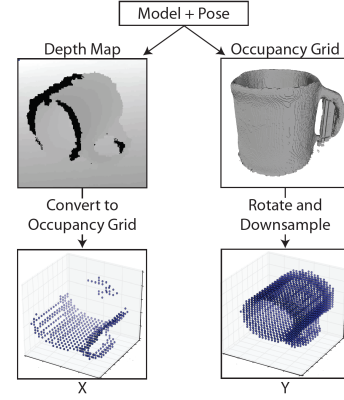 Model + Pose
Depth Map
Occupancy Grid
Convert to
Occupancy Grid
Rotate and
Downsample
X
Y